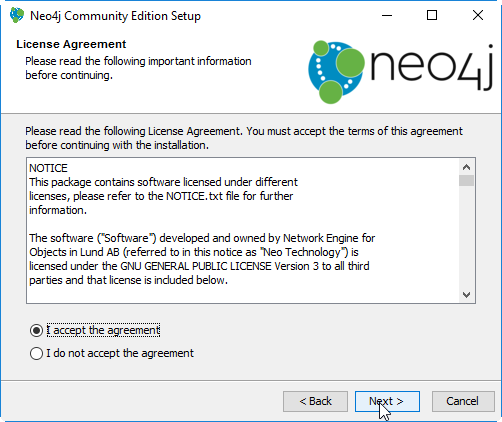 Neo4j Community Edition Setup
License Agreement
Please read the following important information
before continuing.
neo4j
Please read the following License Agreement. You must accept the terms of this agreement
before continuing with the installation.
NOTICE
This package contains software licensed under different
licenses, please refer to the NOTICE.txt file for further
information.
The software ("Software") developed and owned by Network Engine for
Objects in Lund AB (referred to in this notice as "Neo Technology") is
licensed under the GNU GENERAL PUBLIC LICENSE Version 3 to all third
parties and that license is included below.
I accept the agreement
I do not accept the agreement
< Back Next > Cancel